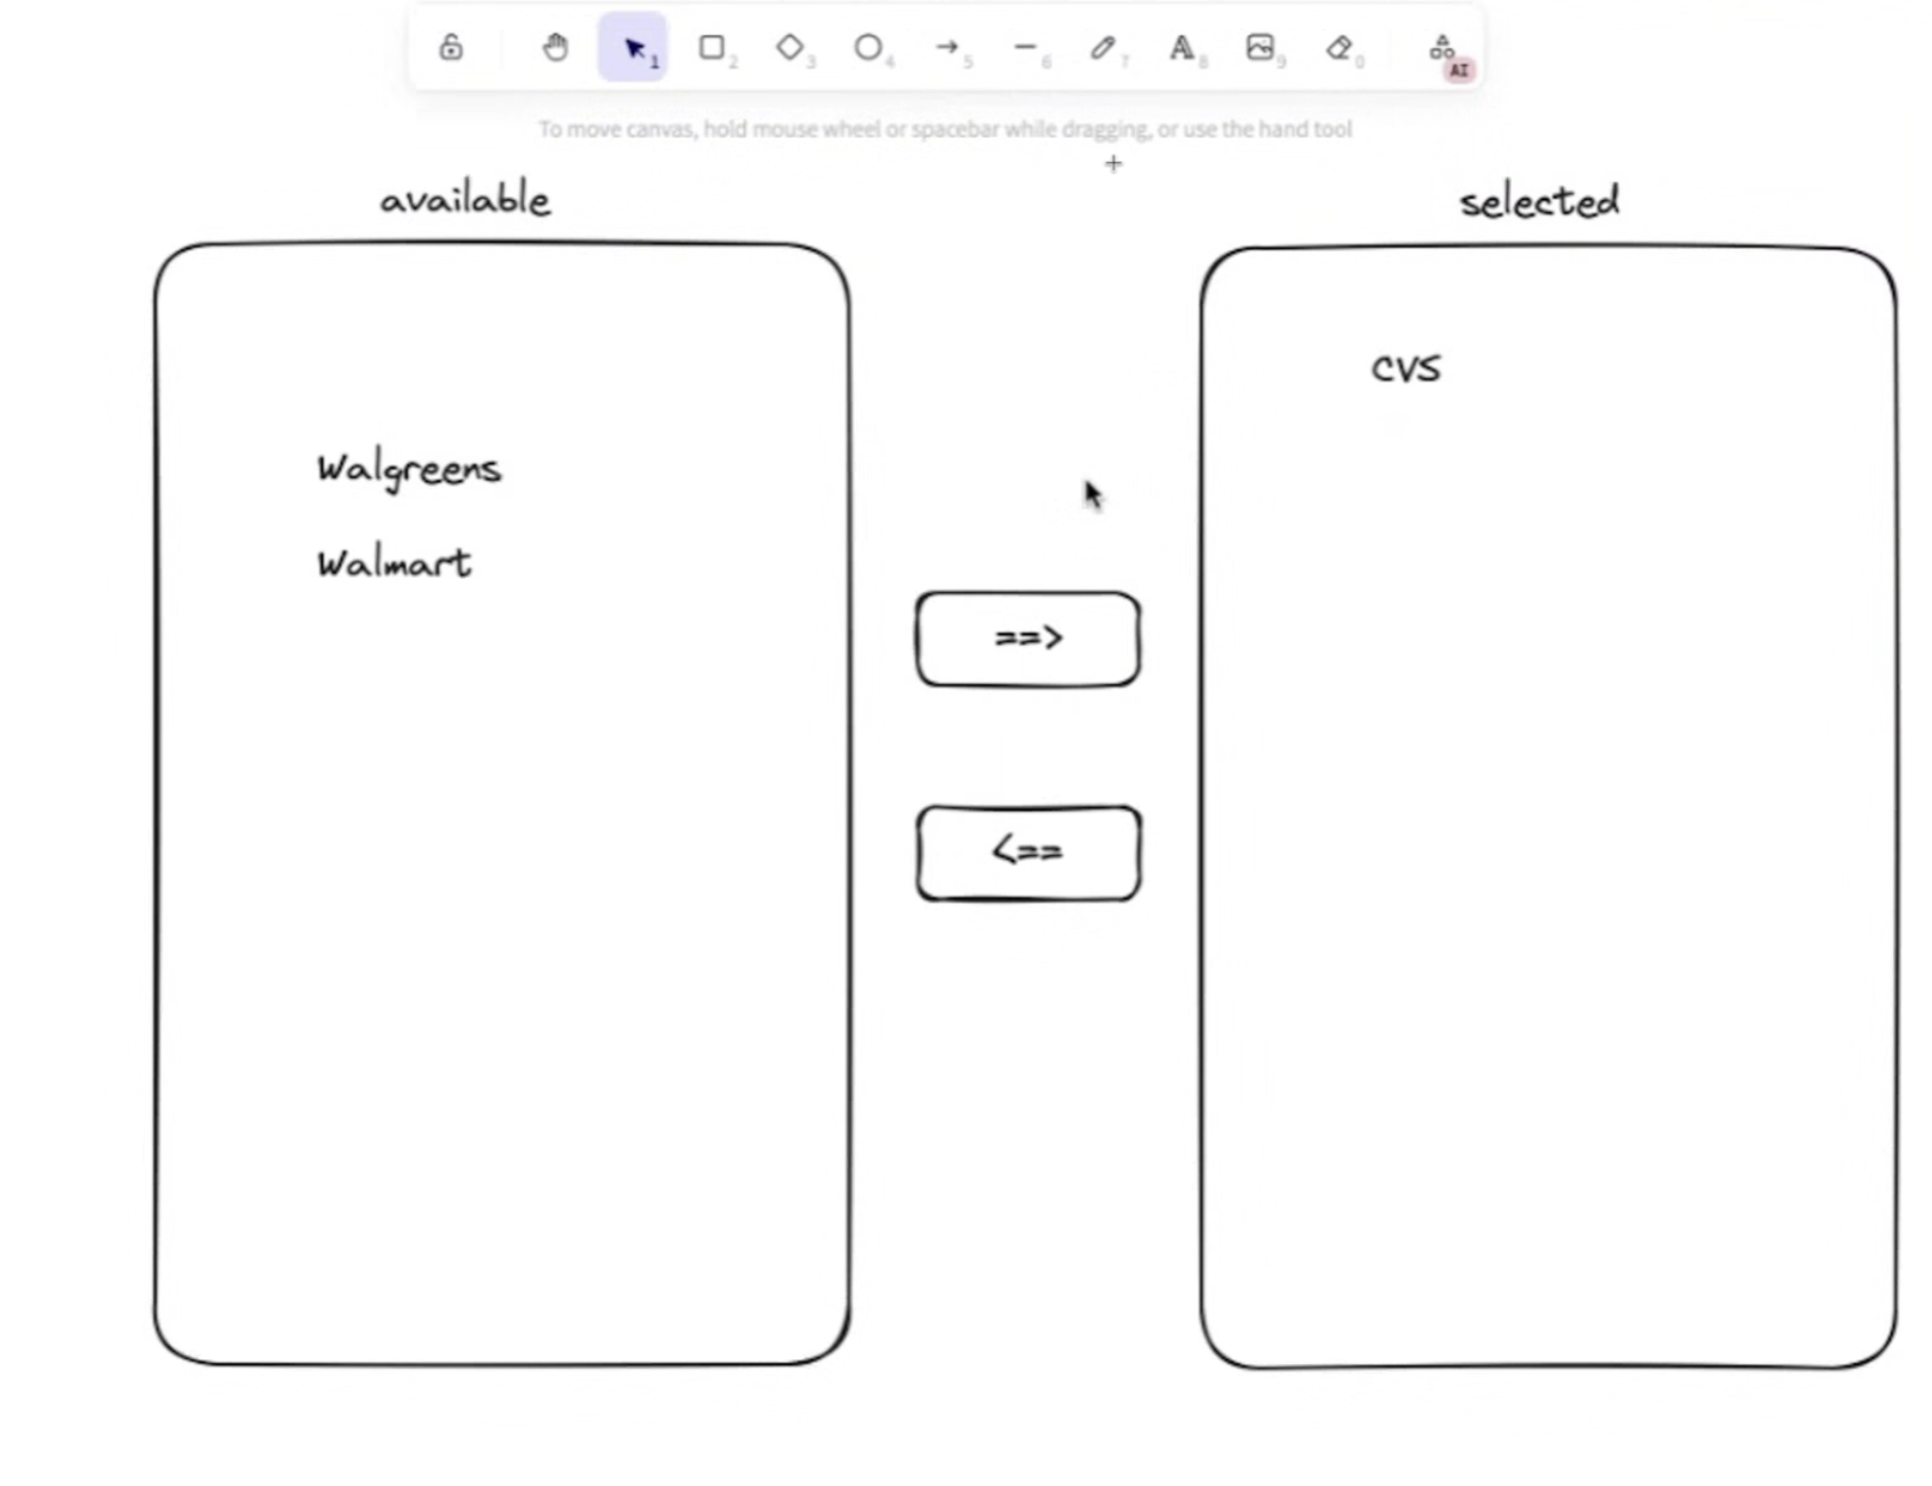 1 2 3 4 5 6 7 8 9 0 AI
To move canvas, hold mouse wheel or spacebar while dragging, or use the hand tool
available
selected
CVS
Walgreens
Walmart
==>
<==